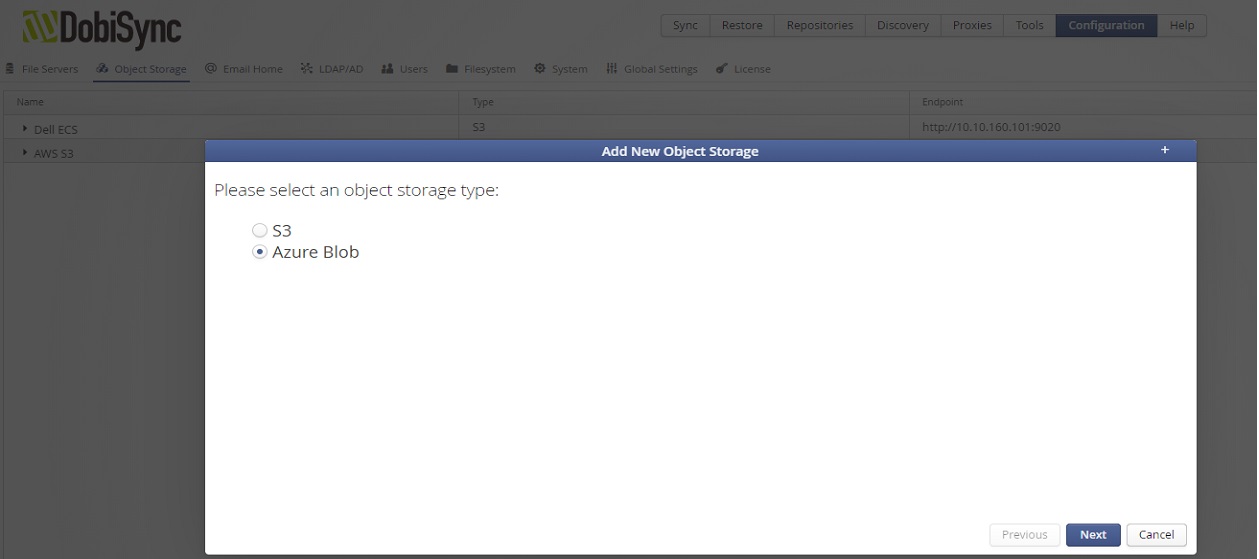 DobiSync
Sync Restore Repositories Discovery Proxies Tools Configuration Help
File Servers Object Storage Email Home LDAP/AD Users Filesystem System Global Settings License
Name Type Endpoint
Dell ECS S3 http://10.10.160.101:9020
AWS S3
Add New Object Storage +
Please select an object storage type:
S3
Azure Blob
Previous Next Cancel